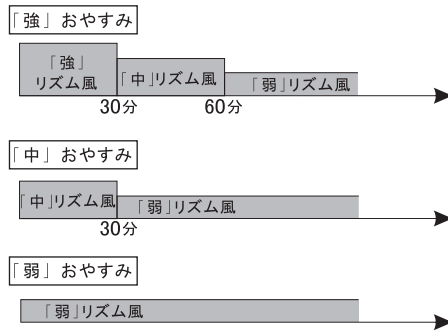 「強」おやすみ
「強」
リズム風
「中」リズム風
「弱」リズム風
30分
60分
「中」おやすみ
「中」リズム風
「弱」リズム風
30分
「弱」おやすみ
「弱」リズム風